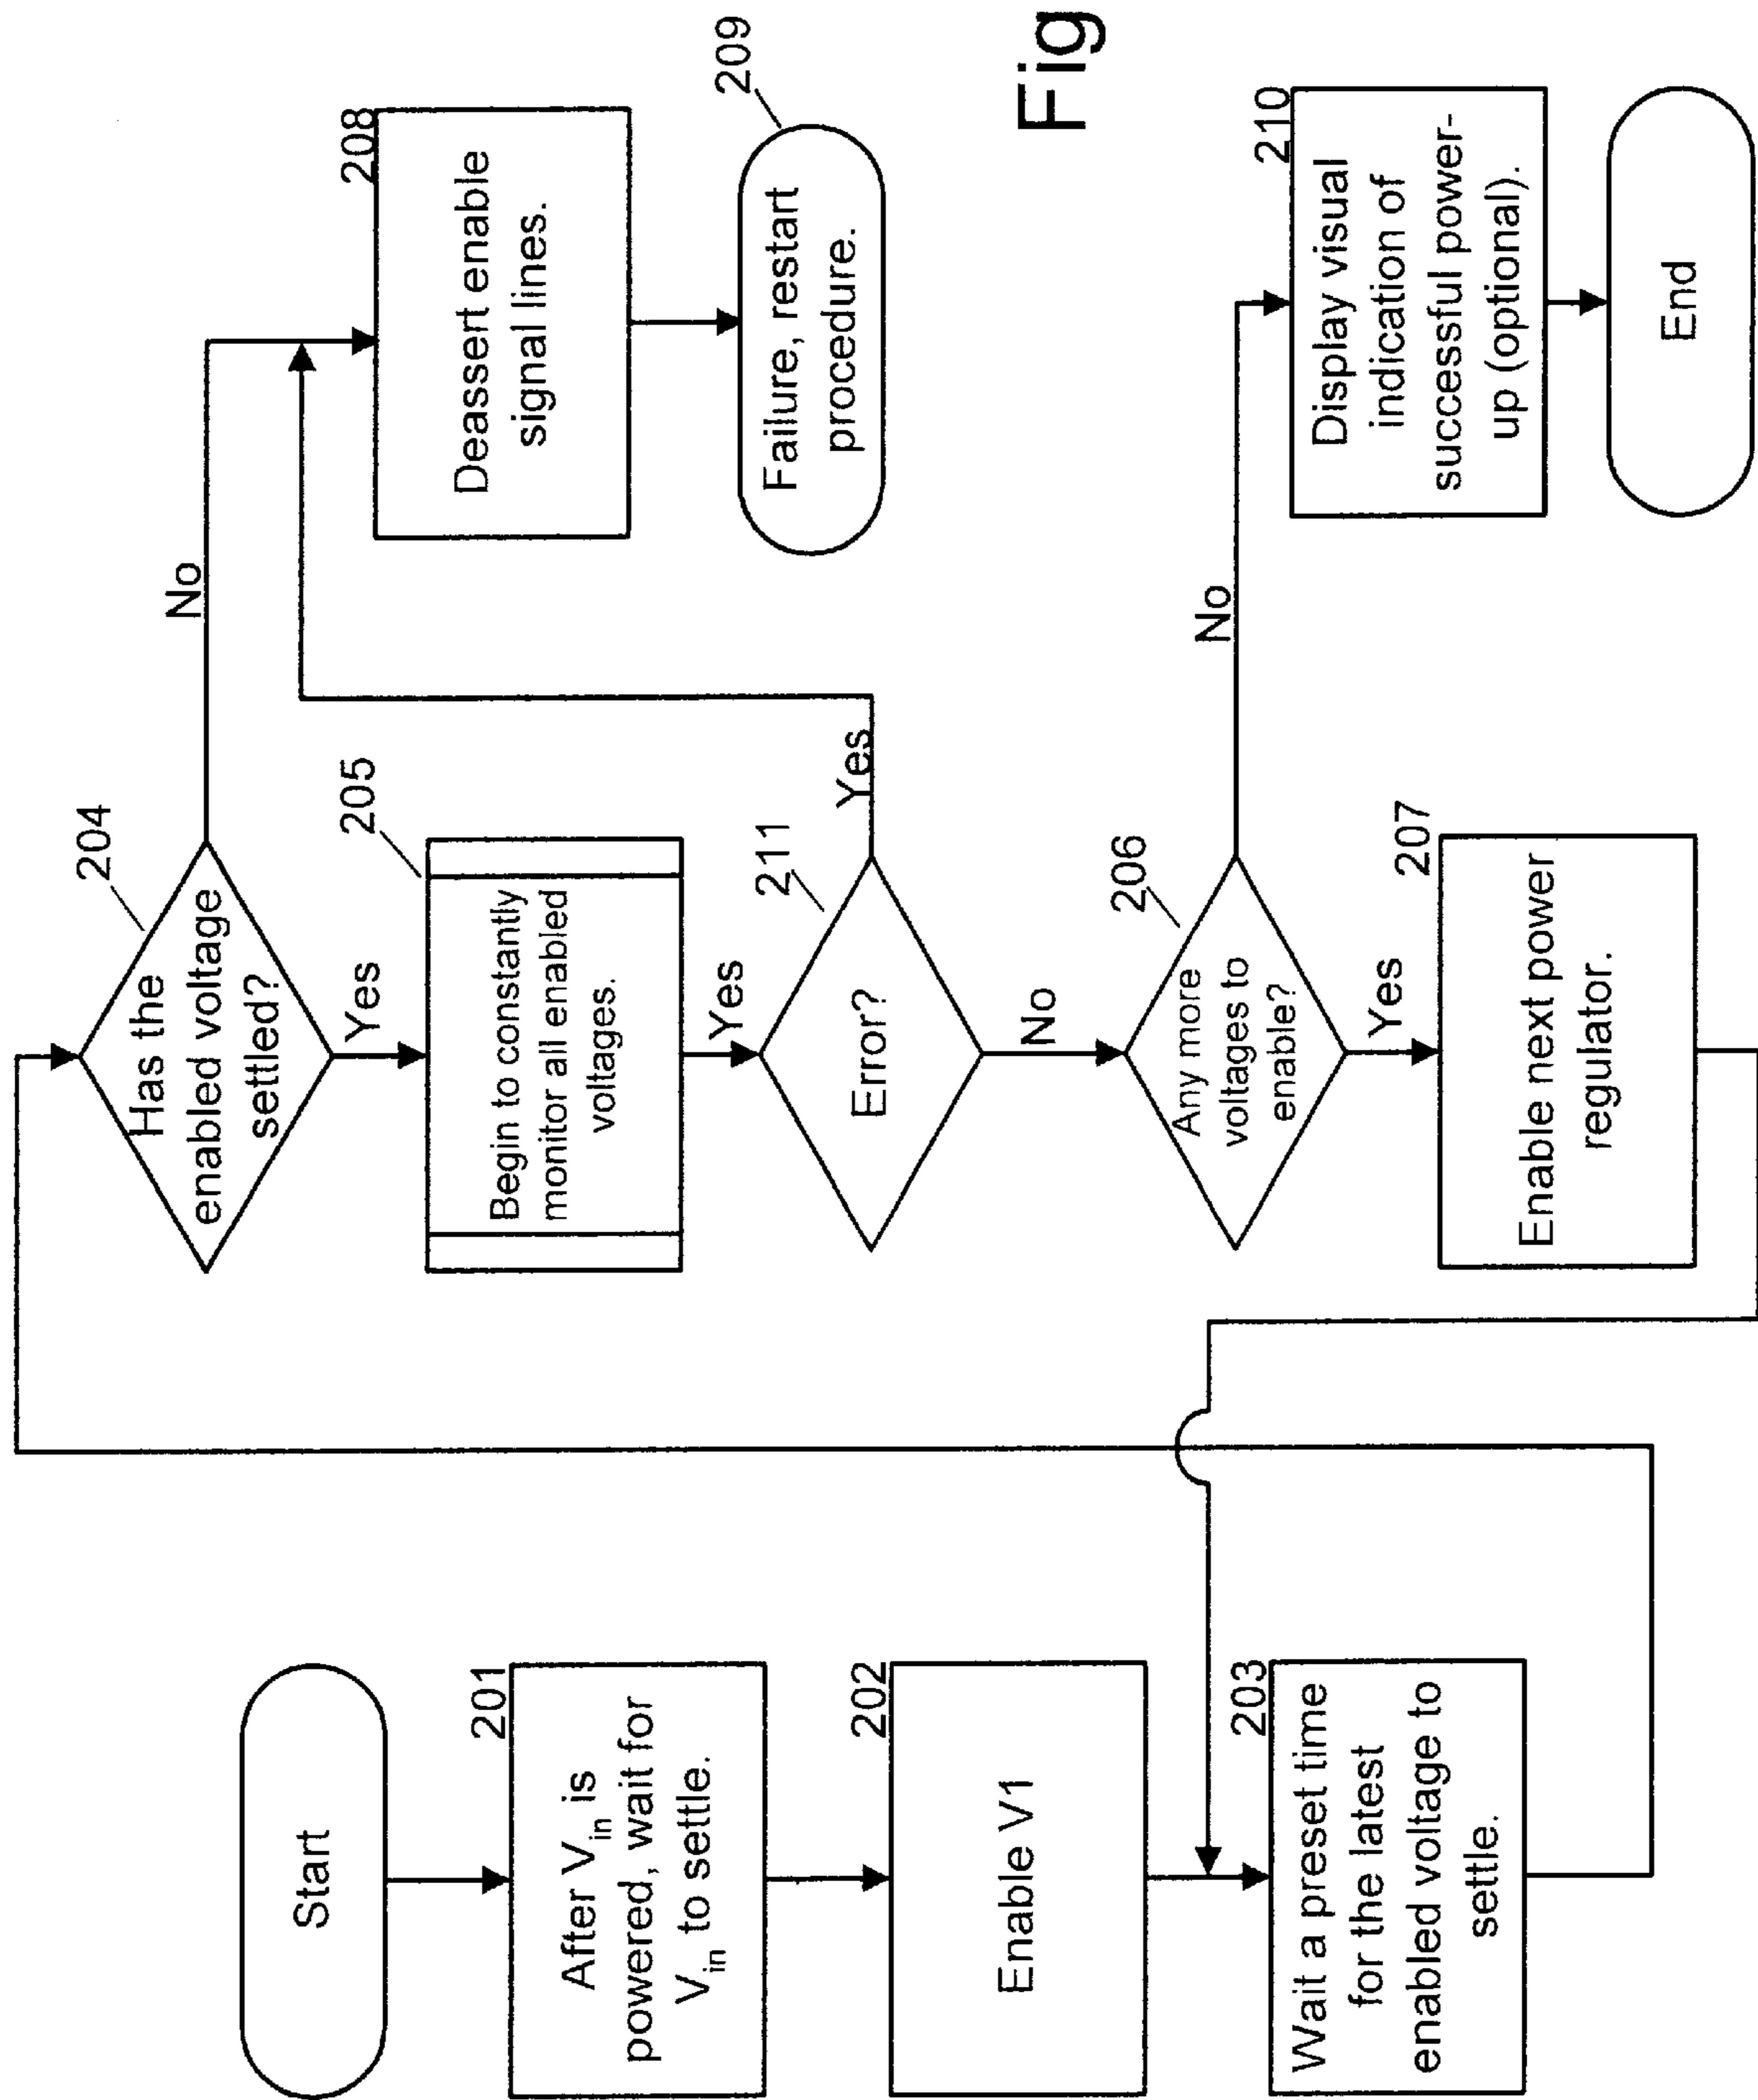 Start
201
After V_in is
powered, wait for
V_in to settle.
202
Enable V1
203
Wait a preset time
for the latest
enabled voltage to
settle.
204
Has the
enabled voltage
settled?
No
Yes
205
Begin to constantly
monitor all enabled
voltages.
Yes
211
Error?
Yes
No
206
Any more
voltages to
enable?
No
Yes
207
Enable next power
regulator.
208
Deassert enable
signal lines.
209
Failure, restart
procedure.
Fig
210
Display visual
indication of
successful power-
up (optional).
End